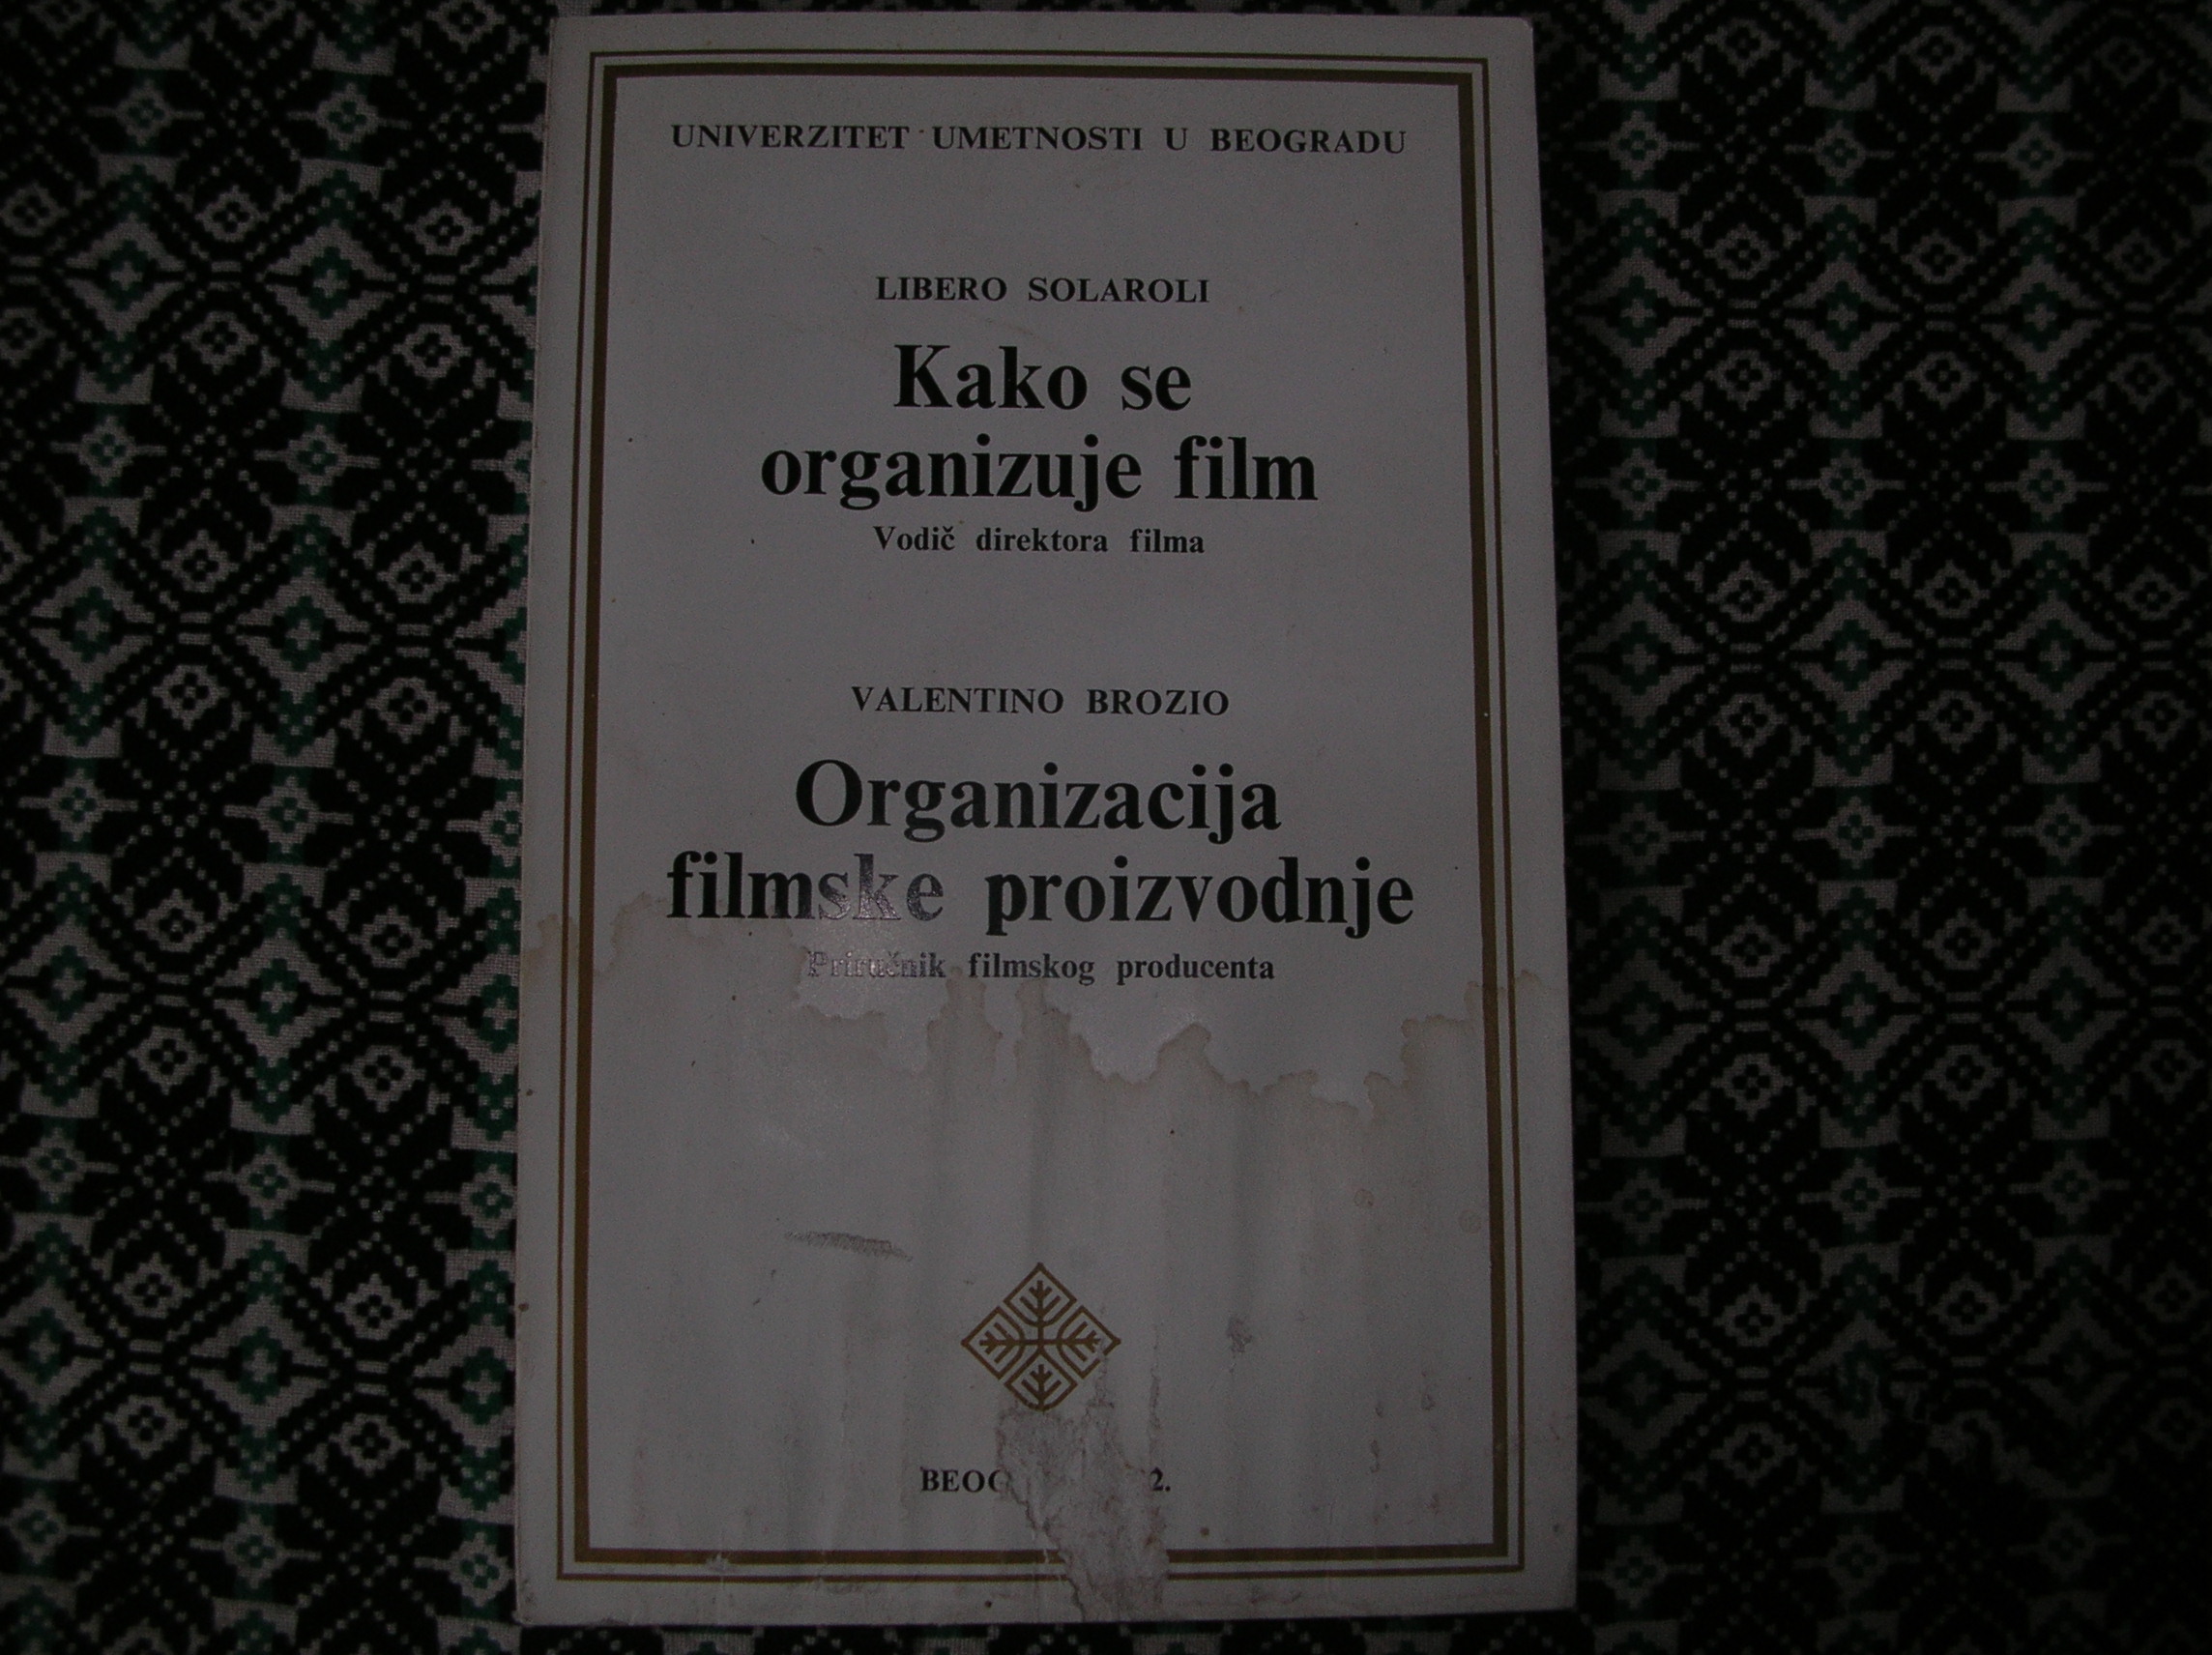 UNIVERZITET UMETNOSTI U BEOGRADU
LIBERO SOLAROLI
Kako se
organizuje film
Vodič direktora filma
VALENTINO BROZIO
Organizacija
filmske proizvodnje
Priručnik filmskog producenta